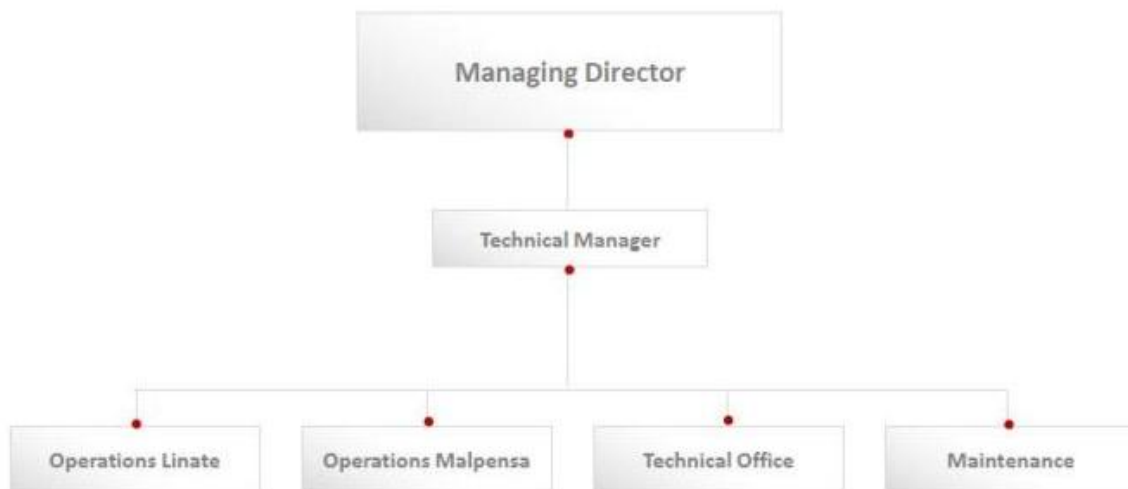 Managing Director
Technical Manager
Operations Linate
Operations Malpensa
Technical Office
Maintenance